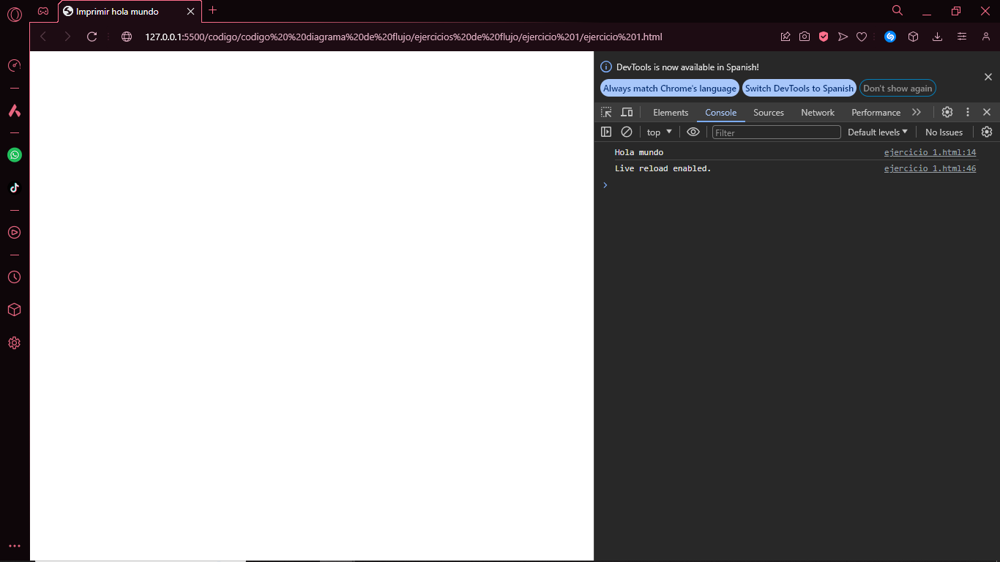 Imprimir hola mundo
127.0.0.1:5500/codigo/codigo%20%20diagrama%20de%20flujo/ejercicios%20de%20flujo/ejercicio%201/ejercicio%201.html
DevTools is now available in Spanish!
Always match Chrome's language Switch DevTools to Spanish Don't show again
Elements Console Sources Network Performance
top Filter Default levels No Issues
Hola mundo ejercicio 1.html:14
Live reload enabled. ejercicio 1.html:46